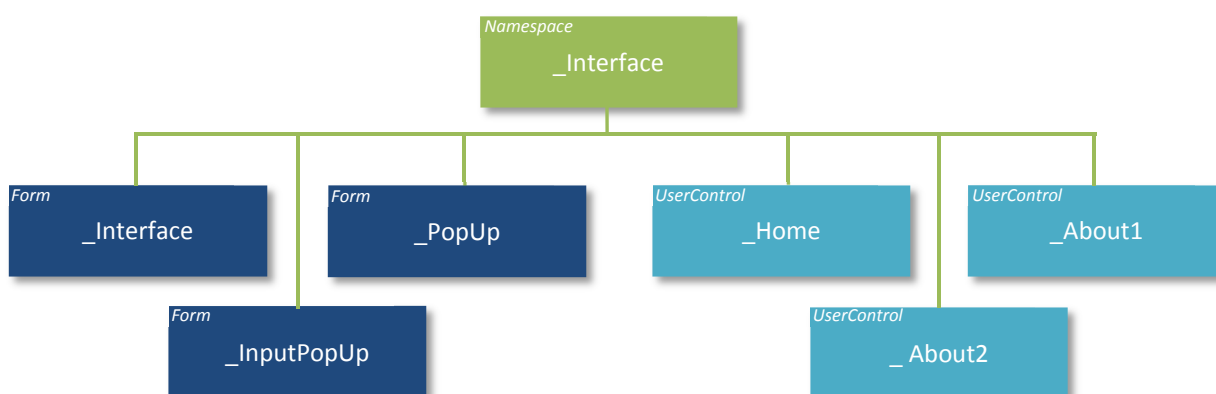 Namespace
_Interface
Form
_Interface
Form
_PopUp
UserControl
_Home
UserControl
_About1
Form
_InputPopUp
UserControl
_ About2